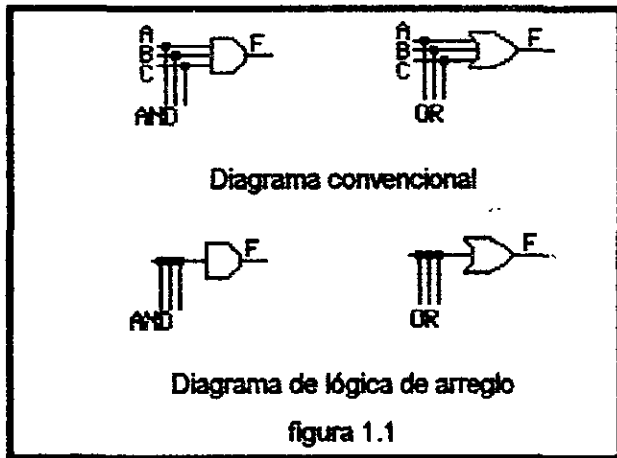 A
B
C
F
AND
A
B
C
F
OR
Diagrama convencional
F
AND
F
OR
Diagrama de lógica de arreglo
figura 1.1